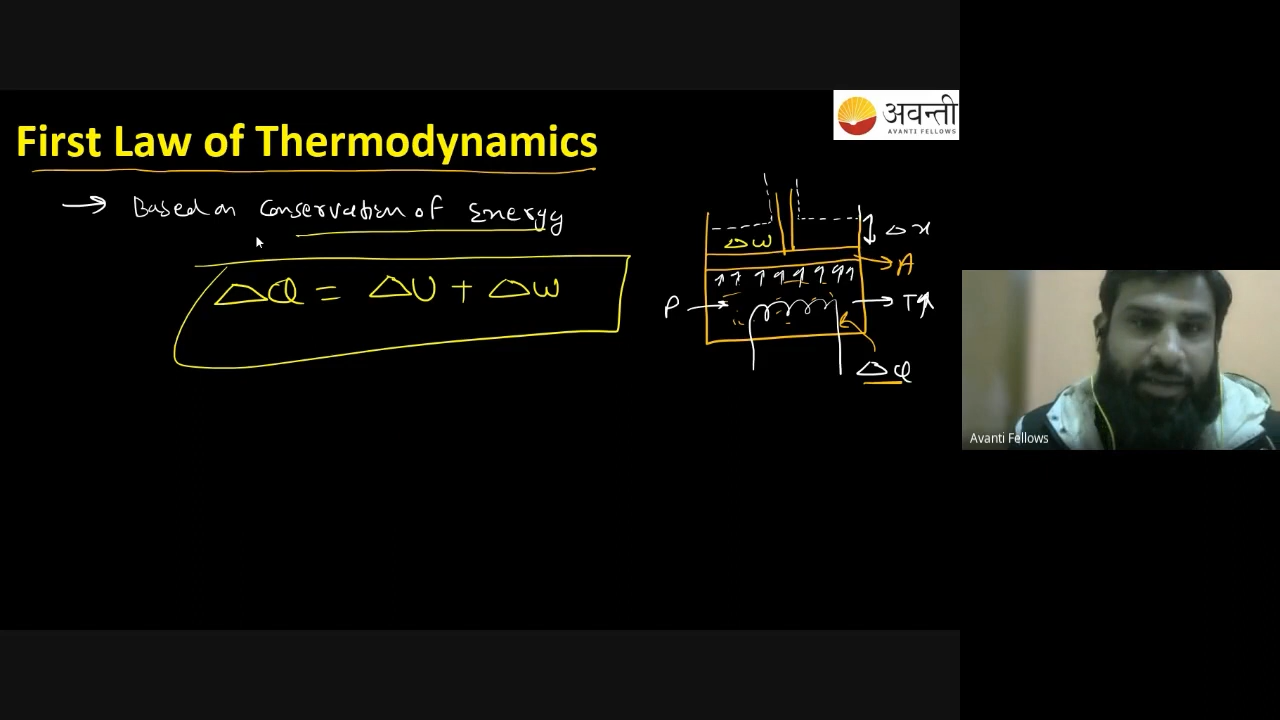 अवन्ती
AVANTI FELLOWS
First Law of Thermodynamics
→ Based on conservation of Energy
ΔQ = ΔU + ΔW
ΔW
Δx
→ A
P →
→ T↑
ΔQ
Avanti Fellows